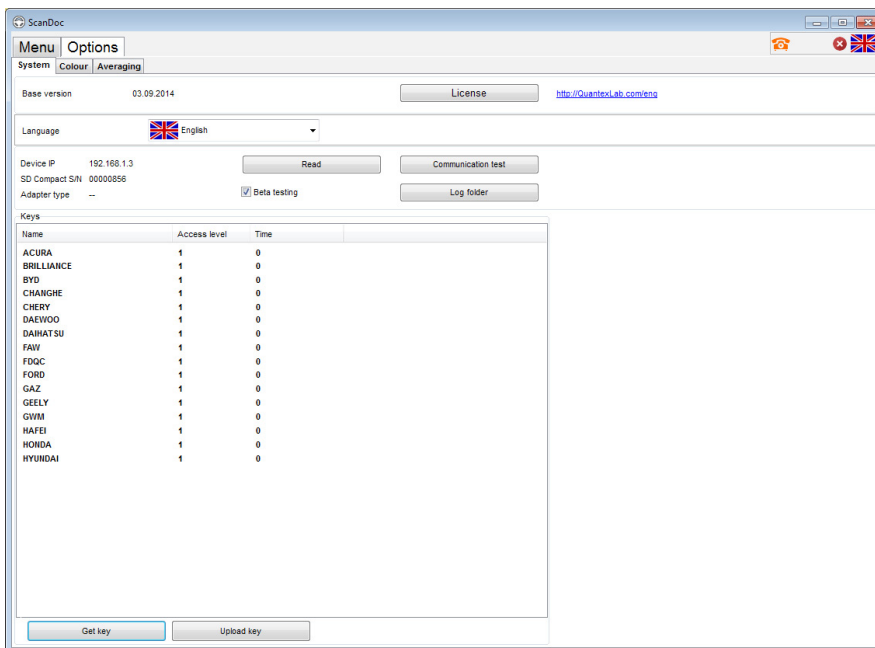 ScanDoc
Menu Options
System Colour Averaging
Base version 03.09.2014 License http://QuantexLab.com/eng
Language English
Device IP 192.168.1.3 Read Communication test
SD Compact S/N 00000856
Adapter type -- Beta testing Log folder
Keys
Name Access level Time
ACURA 1 0
BRILLIANCE 1 0
BYD 1 0
CHANGHE 1 0
CHERY 1 0
DAEWOO 1 0
DAIHATSU 1 0
FAW 1 0
FDQC 1 0
FORD 1 0
GAZ 1 0
GEELY 1 0
GWM 1 0
HAFEI 1 0
HONDA 1 0
HYUNDAI 1 0
Get key Upload key